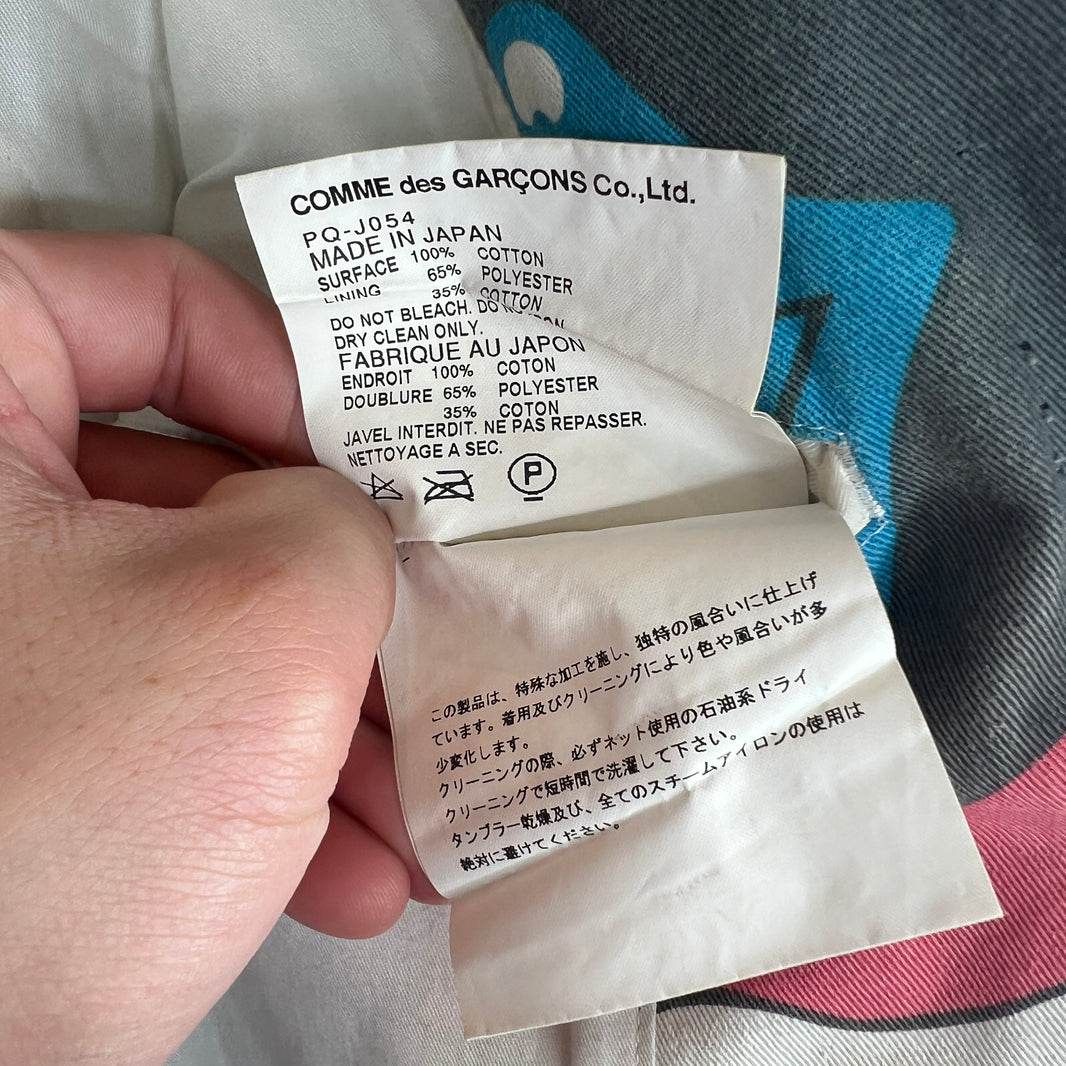 COMME des GARÇONS Co.,Ltd.
PQ-J054
MADE IN JAPAN
SURFACE 100% COTTON
65% POLYESTER
LINING 35% COTTON
DO NOT BLEACH. DO
DRY CLEAN ONLY.
FABRIQUE AU JAPON
ENDROIT 100% COTON
DOUBLURE 65% POLYESTER
35% COTON
JAVEL INTERDIT. NE PAS REPASSER.
NETTOYAGE A SEC.
P
この製品は、特殊な加工を施し、独特の風合いに仕上げ
ています。着用及びクリーニングにより色や風合いが多
少変化します。
クリーニングの際、必ずネット使用の石油系ドライ
クリーニングで短時間で洗濯して下さい。
タンブラー乾燥及び、全てのスチームアイロンの使用は
絶対に避けてください。